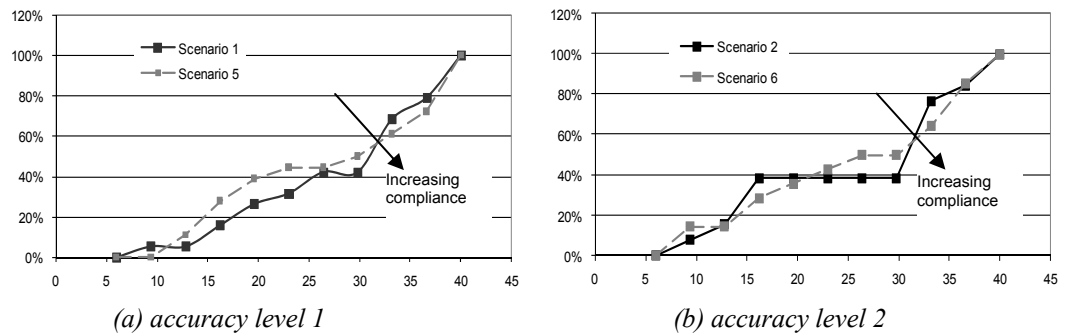 120%
100%
80%
60%
40%
20%
0%
0 5 10 15 20 25 30 35 40 45
Scenario 1
Scenario 5
Increasing
compliance
(a) accuracy level 1
120%
100%
80%
60%
40%
20%
0%
0 5 10 15 20 25 30 35 40 45
Scenario 2
Scenario 6
Increasing
compliance
(b) accuracy level 2